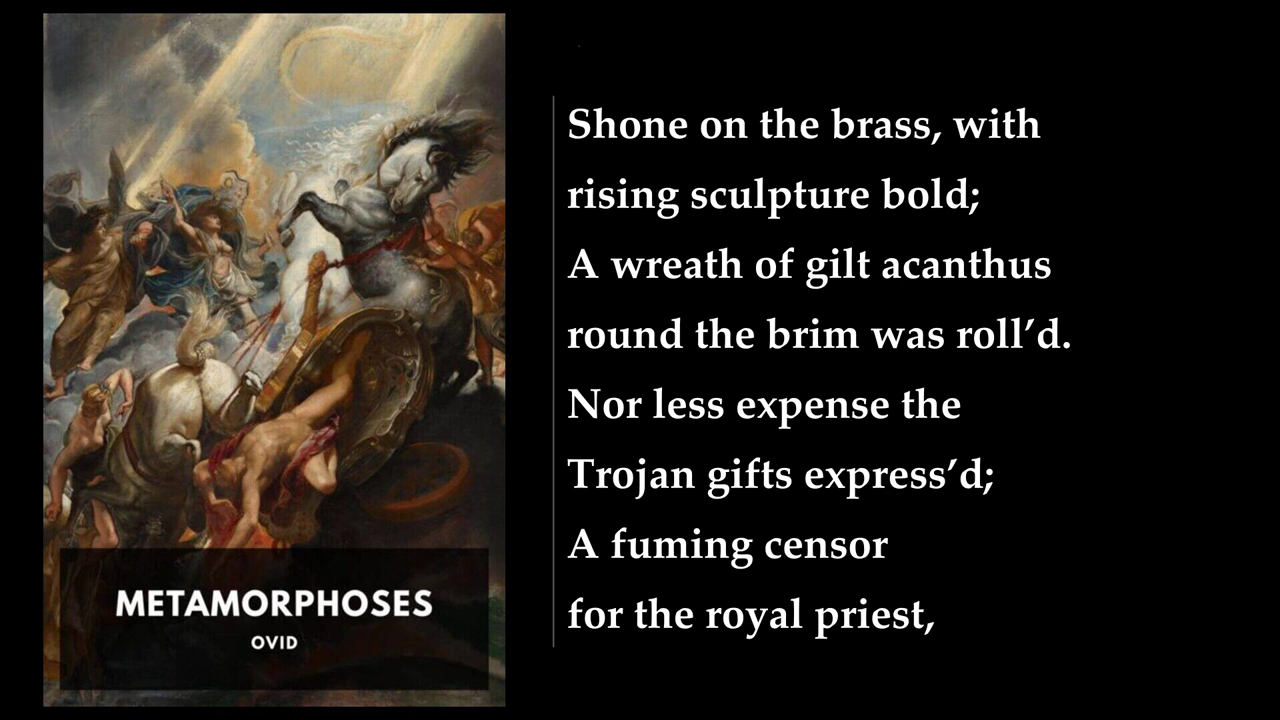 METAMORPHOSES
OVID
Shone on the brass, with
rising sculpture bold;
A wreath of gilt acanthus
round the brim was roll’d.
Nor less expense the
Trojan gifts express’d;
A fuming censor
for the royal priest,